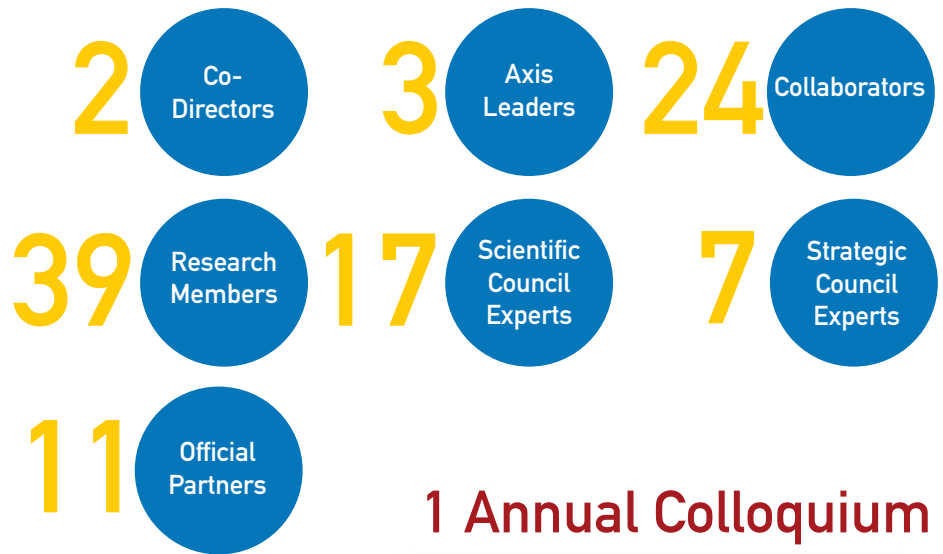 2
Co-
Directors
3
Axis
Leaders
24
Collaborators
39
Research
Members
17
Scientific
Council
Experts
7
Strategic
Council
Experts
11
Official
Partners
1 Annual Colloquium